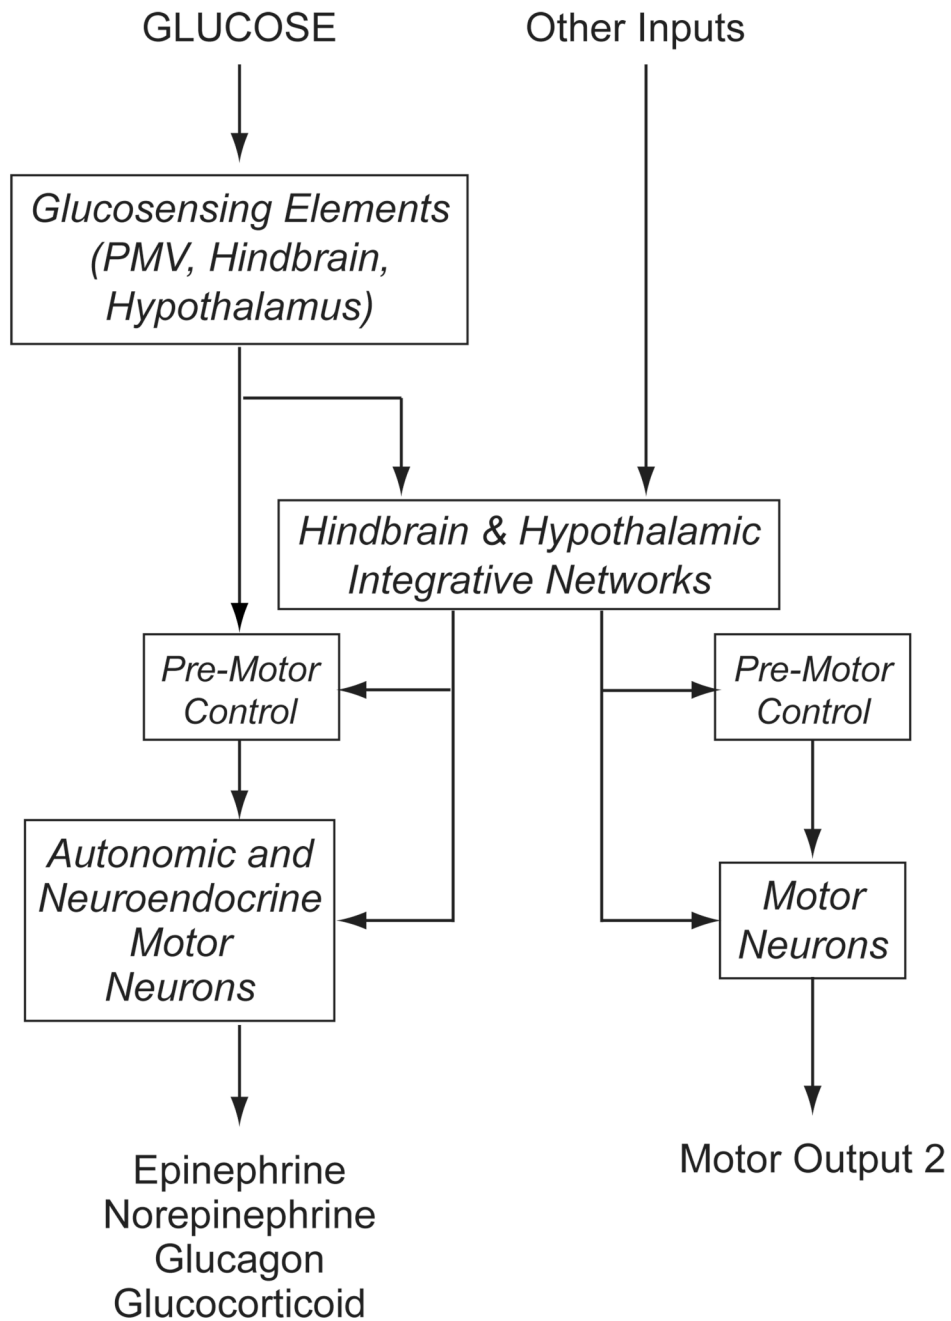 GLUCOSE
Other Inputs
Glucosensing Elements
(PMV, Hindbrain,
Hypothalamus)
Hindbrain & Hypothalamic
Integrative Networks
Pre-Motor
Control
Pre-Motor
Control
Autonomic and
Neuroendocrine
Motor
Neurons
Motor
Neurons
Epinephrine
Norepinephrine
Glucagon
Glucocorticoid
Motor Output 2